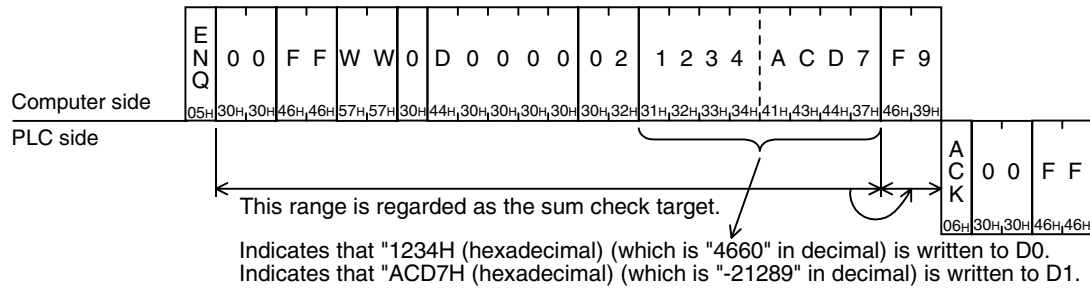 ENQ 0 0 F F W W 0 D 0 0 0 0 0 2 1 2 3 4 A C D 7 F 9
Computer side
05H 30H,30H 46H,46H 57H,57H 30H 44H,30H,30H,30H,30H 30H,32H 31H,32H,33H,34H,41H,43H,44H,37H 46H,39H
PLC side
ACK 0 0 F F
06H 30H,30H 46H,46H
This range is regarded as the sum check target.
Indicates that "1234H (hexadecimal) (which is "4660" in decimal) is written to D0.
Indicates that "ACD7H (hexadecimal) (which is "-21289" in decimal) is written to D1.